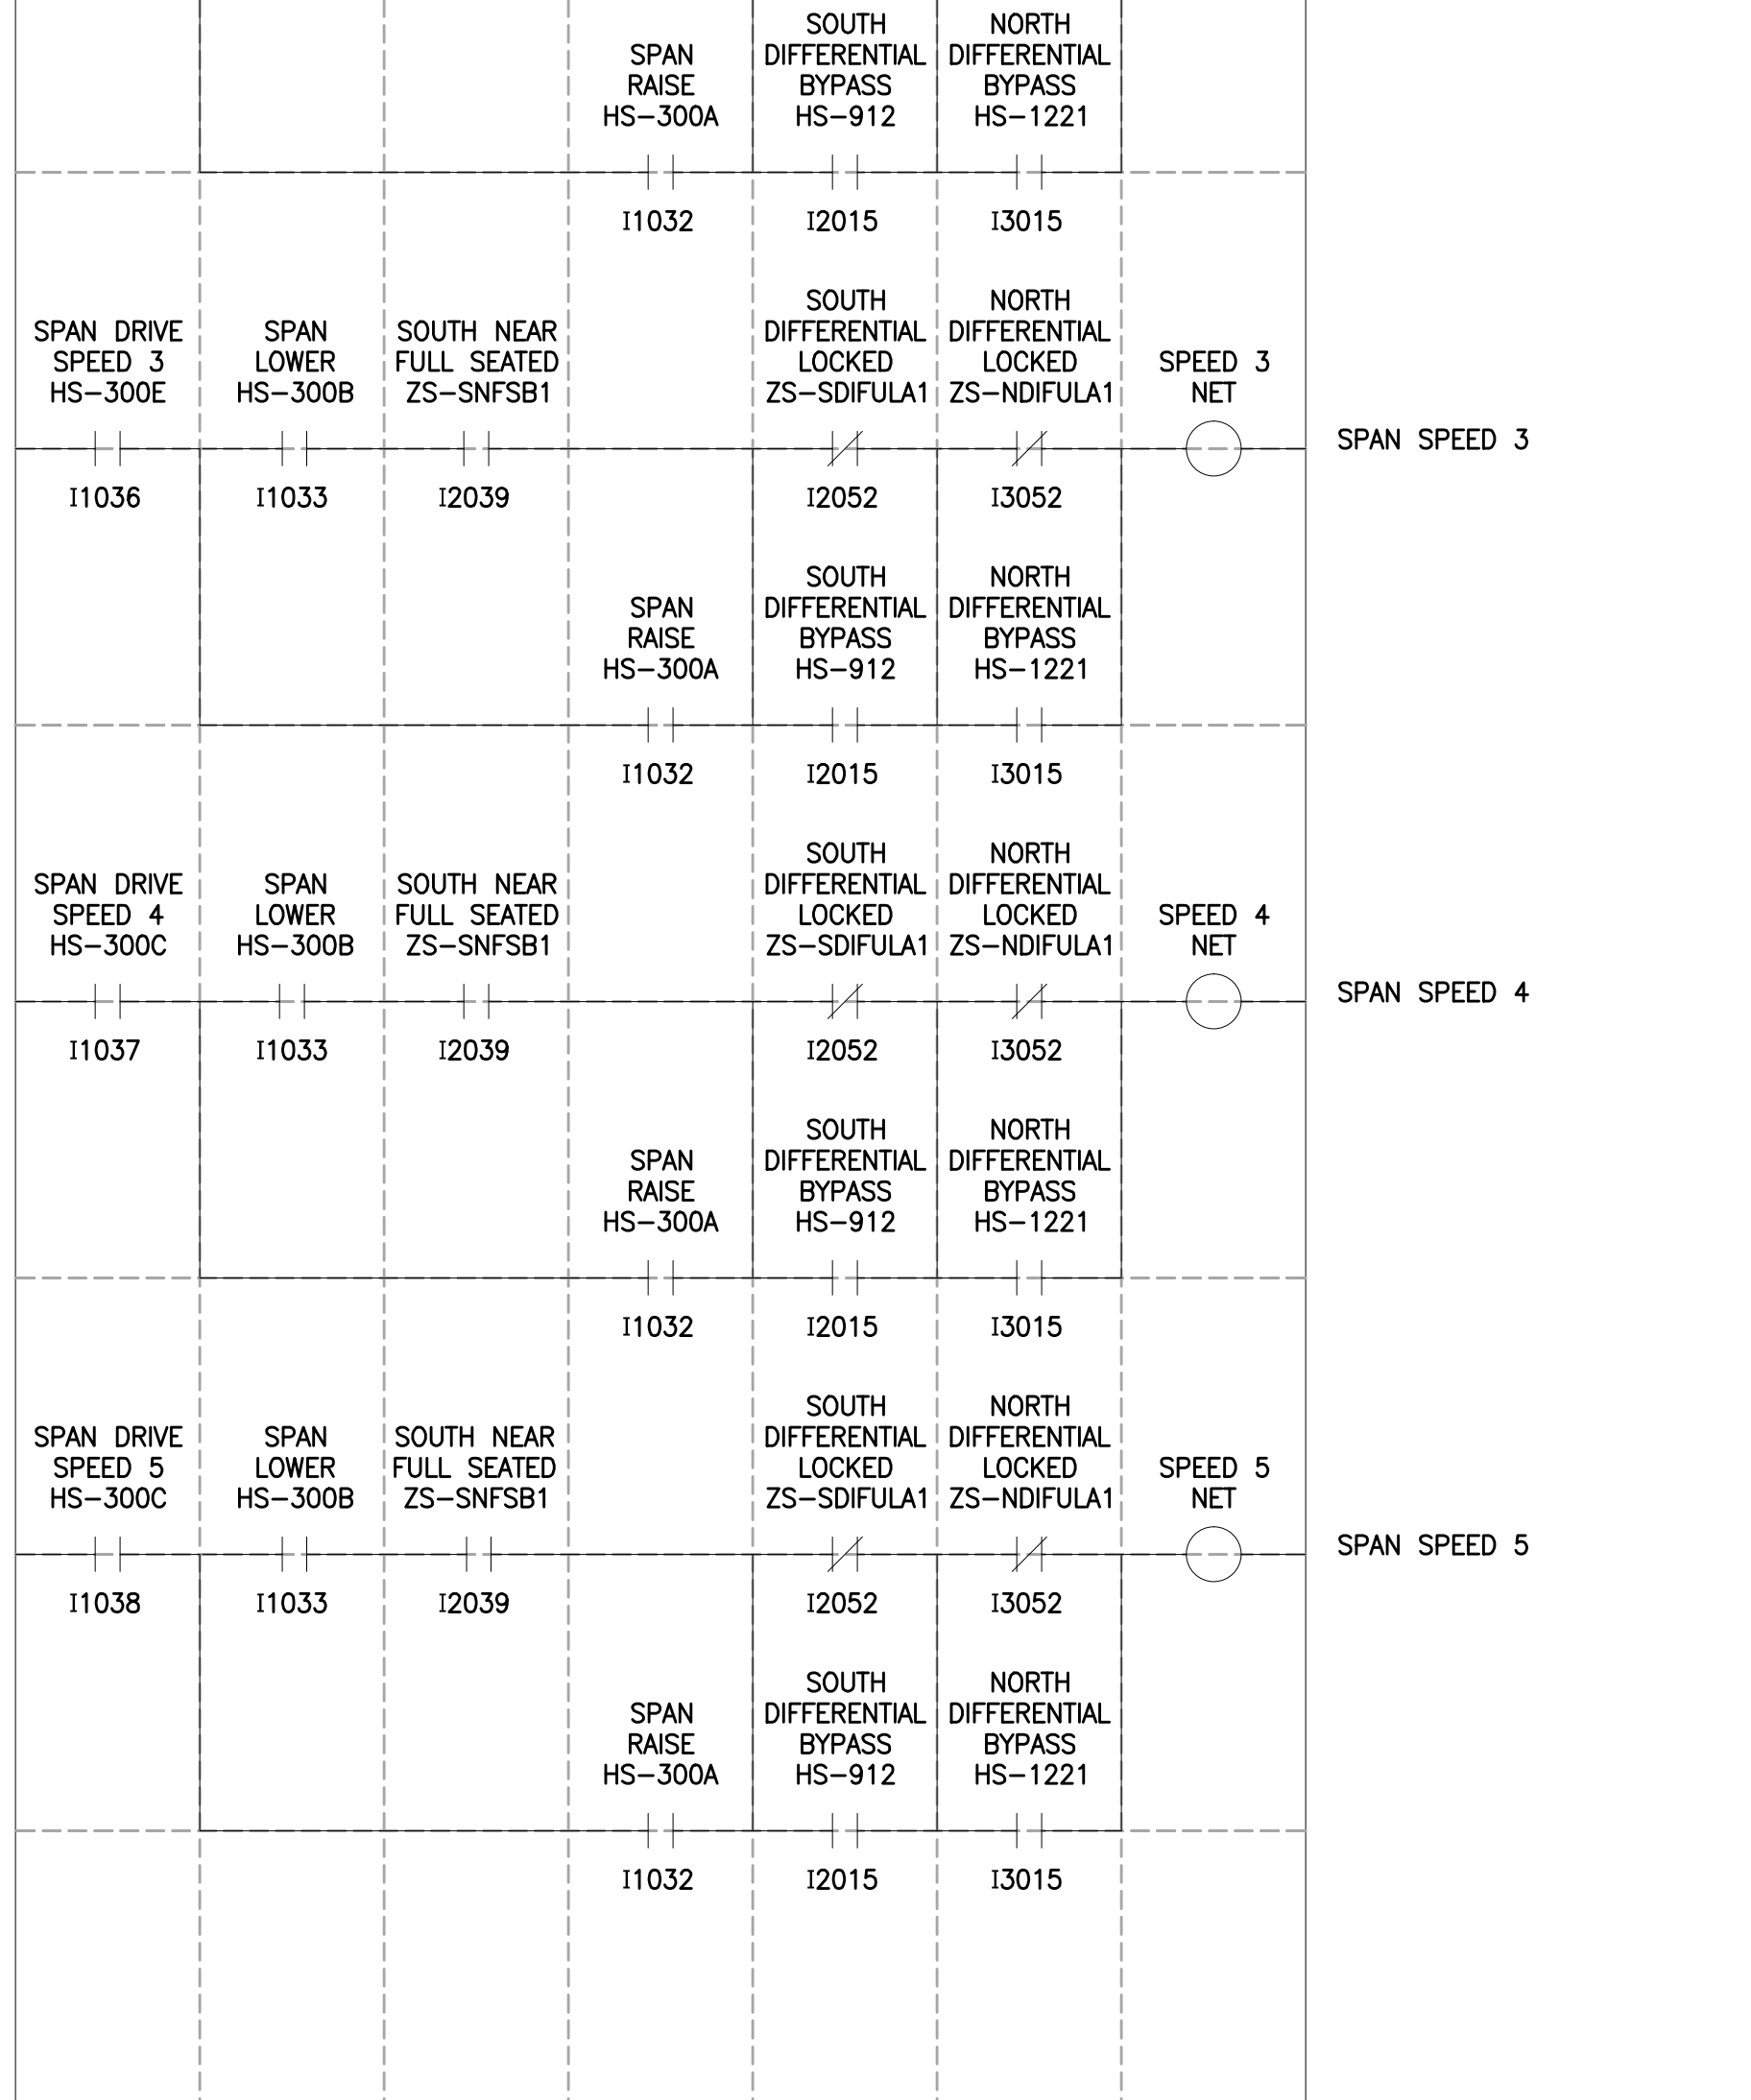 SOUTH NORTH
SPAN DIFFERENTIAL DIFFERENTIAL
RAISE BYPASS BYPASS
HS-300A HS-912 HS-1221
I1032 I2015 I3015
SOUTH NORTH
SPAN DRIVE SPAN SOUTH NEAR DIFFERENTIAL DIFFERENTIAL
SPEED 3 LOWER FULL SEATED LOCKED LOCKED SPEED 3
HS-300E HS-300B ZS-SNFSB1 ZS-SDIFULA1 ZS-NDIFULA1 NET
SPAN SPEED 3
I1036 I1033 I2039 I2052 I3052
SOUTH NORTH
SPAN DIFFERENTIAL DIFFERENTIAL
RAISE BYPASS BYPASS
HS-300A HS-912 HS-1221
I1032 I2015 I3015
SOUTH NORTH
SPAN DRIVE SPAN SOUTH NEAR DIFFERENTIAL DIFFERENTIAL
SPEED 4 LOWER FULL SEATED LOCKED LOCKED SPEED 4
HS-300C HS-300B ZS-SNFSB1 ZS-SDIFULA1 ZS-NDIFULA1 NET
SPAN SPEED 4
I1037 I1033 I2039 I2052 I3052
SOUTH NORTH
SPAN DIFFERENTIAL DIFFERENTIAL
RAISE BYPASS BYPASS
HS-300A HS-912 HS-1221
I1032 I2015 I3015
SOUTH NORTH
SPAN DRIVE SPAN SOUTH NEAR DIFFERENTIAL DIFFERENTIAL
SPEED 5 LOWER FULL SEATED LOCKED LOCKED SPEED 5
HS-300C HS-300B ZS-SNFSB1 ZS-SDIFULA1 ZS-NDIFULA1 NET
SPAN SPEED 5
I1038 I1033 I2039 I2052 I3052
SOUTH NORTH
SPAN DIFFERENTIAL DIFFERENTIAL
RAISE BYPASS BYPASS
HS-300A HS-912 HS-1221
I1032 I2015 I3015